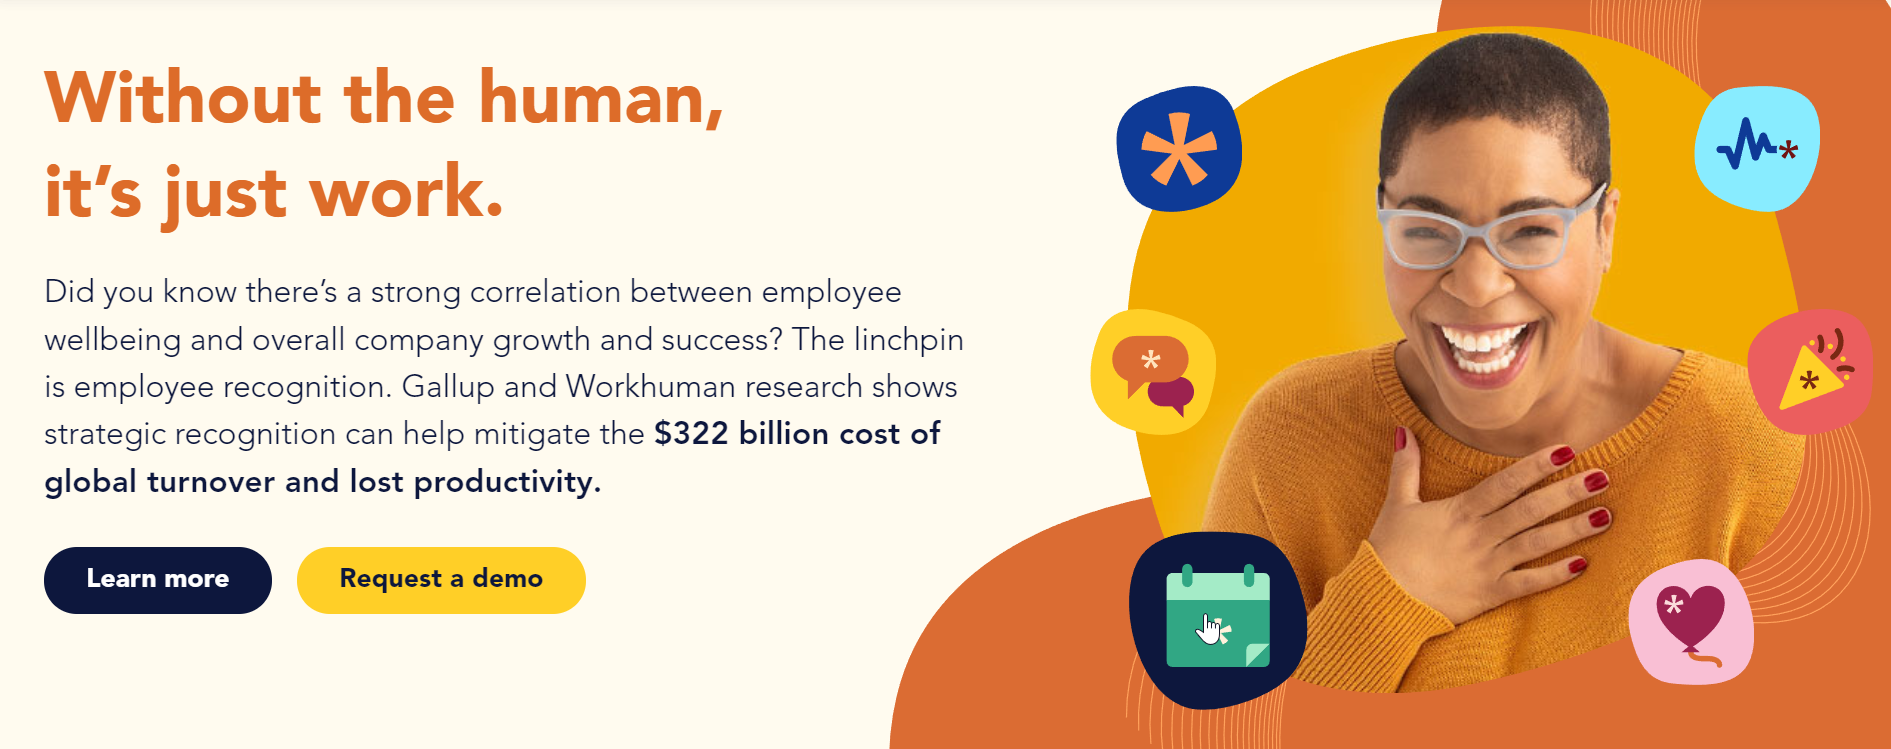 Without the human,
it’s just work.
Did you know there’s a strong correlation between employee
wellbeing and overall company growth and success? The linchpin
is employee recognition. Gallup and Workhuman research shows
strategic recognition can help mitigate the $322 billion cost of
global turnover and lost productivity.
Learn more
Request a demo